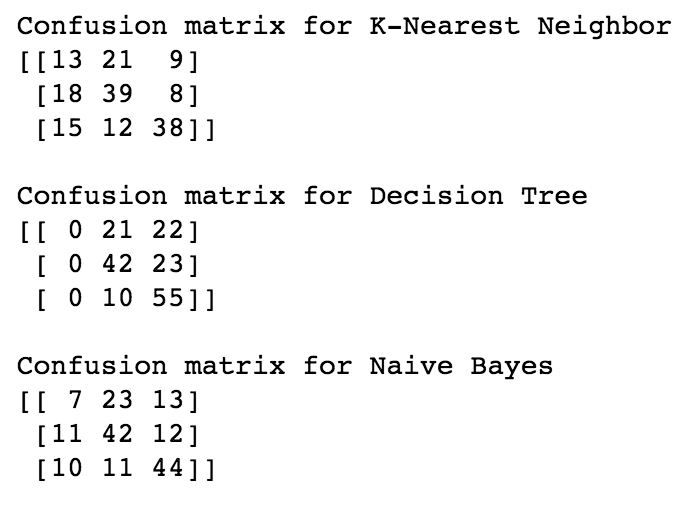 Confusion matrix for K-Nearest Neighbor
[[13 21  9]
 [18 39  8]
 [15 12 38]]
Confusion matrix for Decision Tree
[[ 0 21 22]
 [ 0 42 23]
 [ 0 10 55]]
Confusion matrix for Naive Bayes
[[ 7 23 13]
 [11 42 12]
 [10 11 44]]